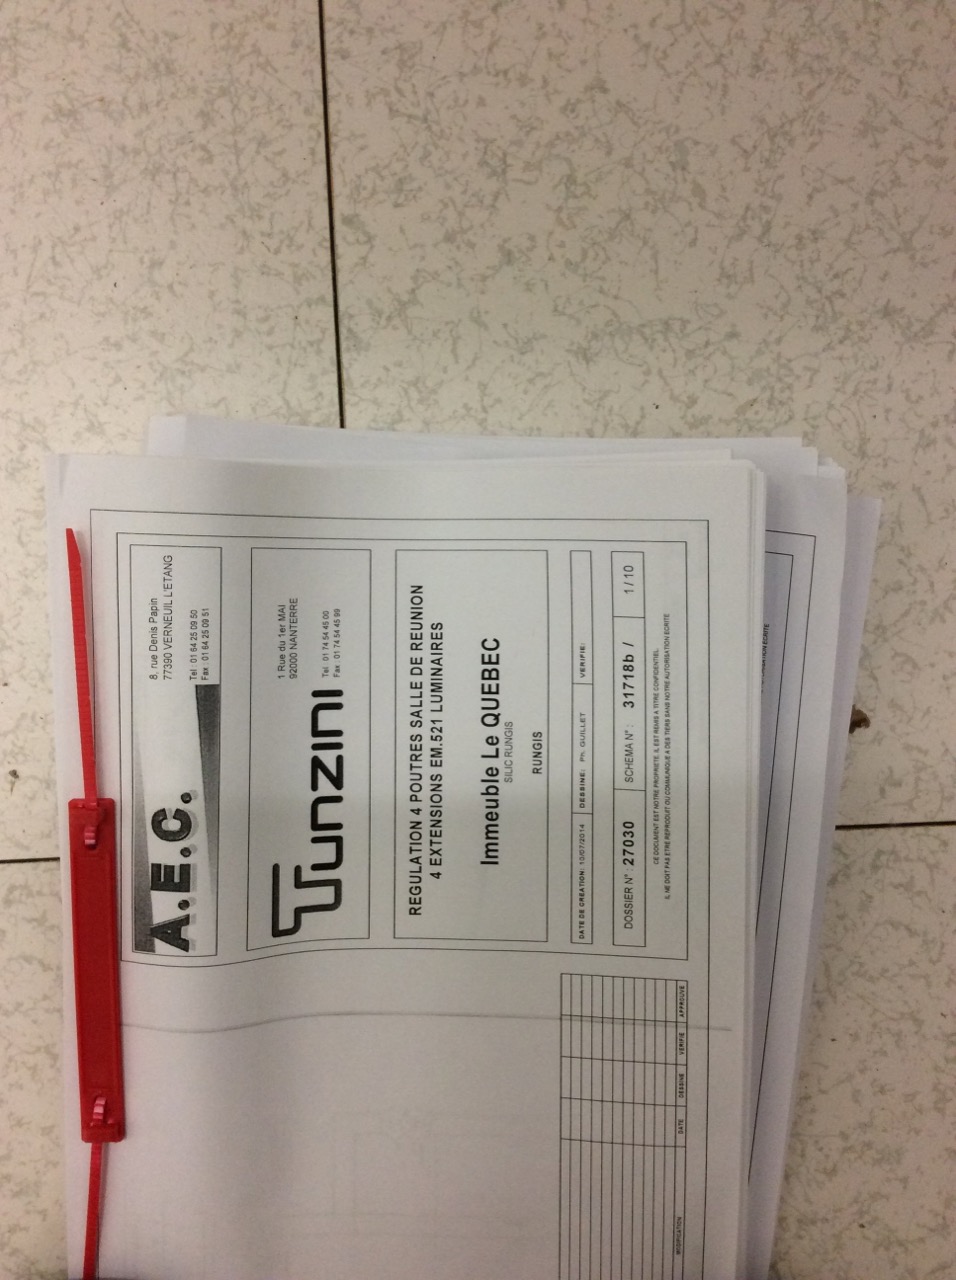 A.E.C.
8, rue Denis Papin
77390 VERNEUIL L'ETANG
Tel : 01 64 25 09 50
Fax : 01 64 25 09 51
Tunzini
1 Rue du 1er MAI
92000 NANTERRE
Tel 01 74 54 45 00
Fax : 01 74 54 45 99
REGULATION 4 POUTRES SALLE DE REUNION
4 EXTENSIONS EM.521 LUMINAIRES
Immeuble Le QUEBEC
SILIC RUNGIS
RUNGIS
DATE DE CREATION: 10/07/2014 DESSINE: Ph. GUILLET VERIFIE:
DOSSIER N° : 27030 SCHEMA N° : 31718b / 1 / 10
CE DOCUMENT EST NOTRE PROPRIETE. IL EST REMIS A TITRE CONFIDENTIEL.
IL NE DOIT PAS ETRE REPRODUIT OU COMMUNIQUE A DES TIERS SANS NOTRE AUTORISATION ECRITE
MODIFICATION DATE DESSINE VERIFIE APPROUVE
ECRITE